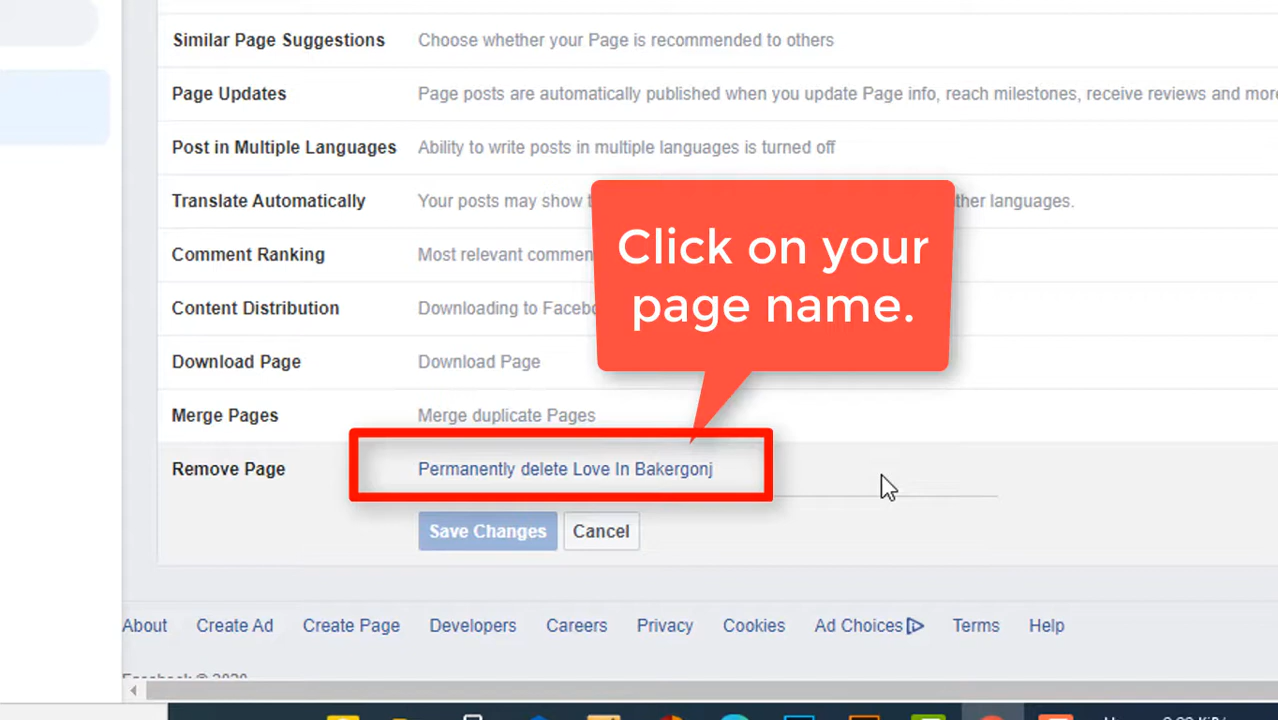 Similar Page Suggestions Choose whether your Page is recommended to others
Page Updates Page posts are automatically published when you update Page info, reach milestones, receive reviews and more
Post in Multiple Languages Ability to write posts in multiple languages is turned off
Translate Automatically Your posts may show ther languages.
Comment Ranking Most relevant commen
Content Distribution Downloading to Facebo
Download Page Download Page
Merge Pages Merge duplicate Pages
Remove Page Permanently delete Love In Bakergonj
Click on your
page name.
Save Changes Cancel
About Create Ad Create Page Developers Careers Privacy Cookies Ad Choices Terms Help
Facebook © 2020